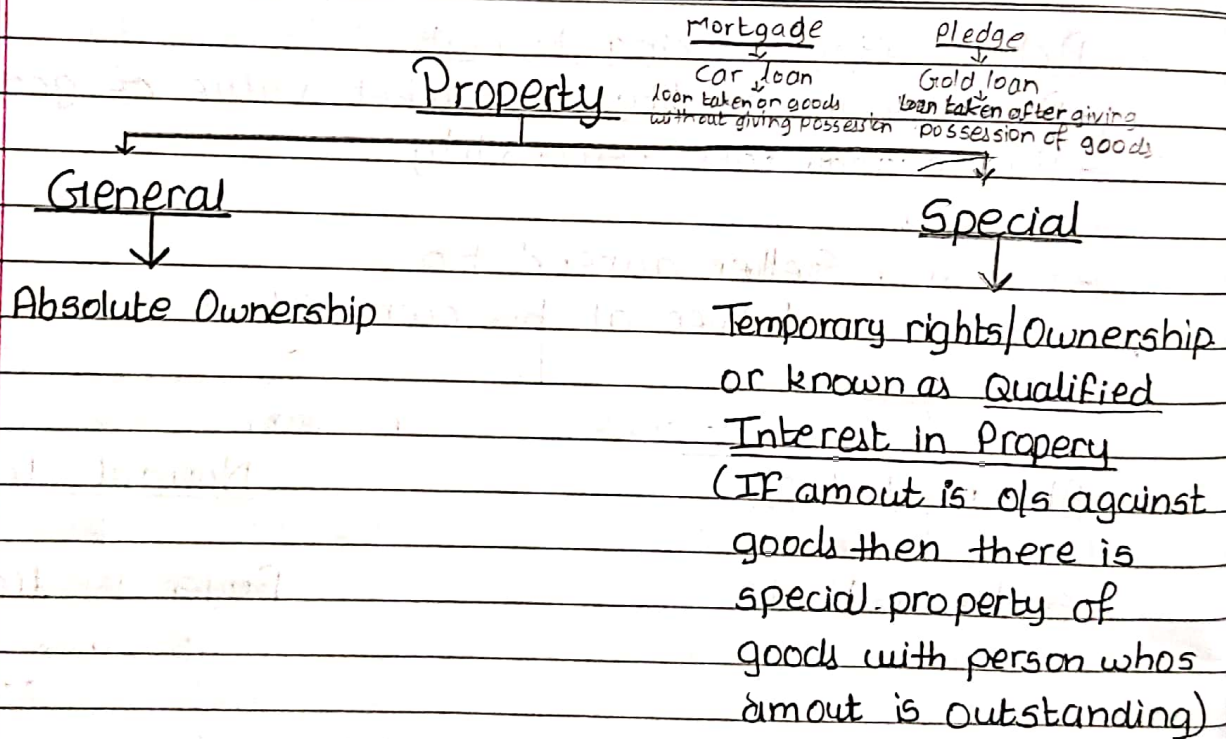 Mortgage
Pledge
Property
Car loan
loan taken on goods
without giving possession
Gold loan
loan taken after giving
possession of goods
General
Special
Absolute Ownership
Temporary rights/Ownership
or known as Qualified
Interest in Propery
(If amout is o/s against
goods then there is
special property of
goods with person whos
amout is outstanding)